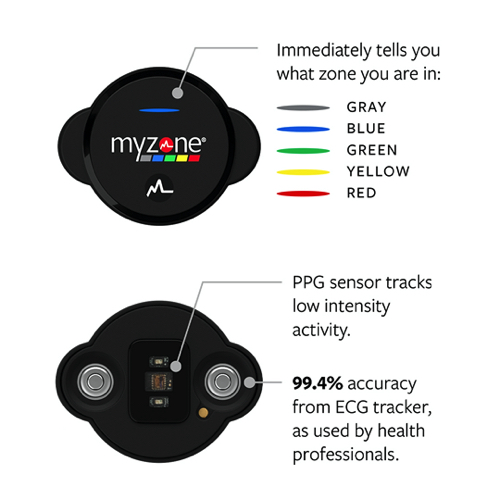 Immediately tells you
what zone you are in:
GRAY
BLUE
GREEN
YELLOW
RED
myzone®
PPG sensor tracks
low intensity
activity.
99.4% accuracy
from ECG tracker,
as used by health
professionals.